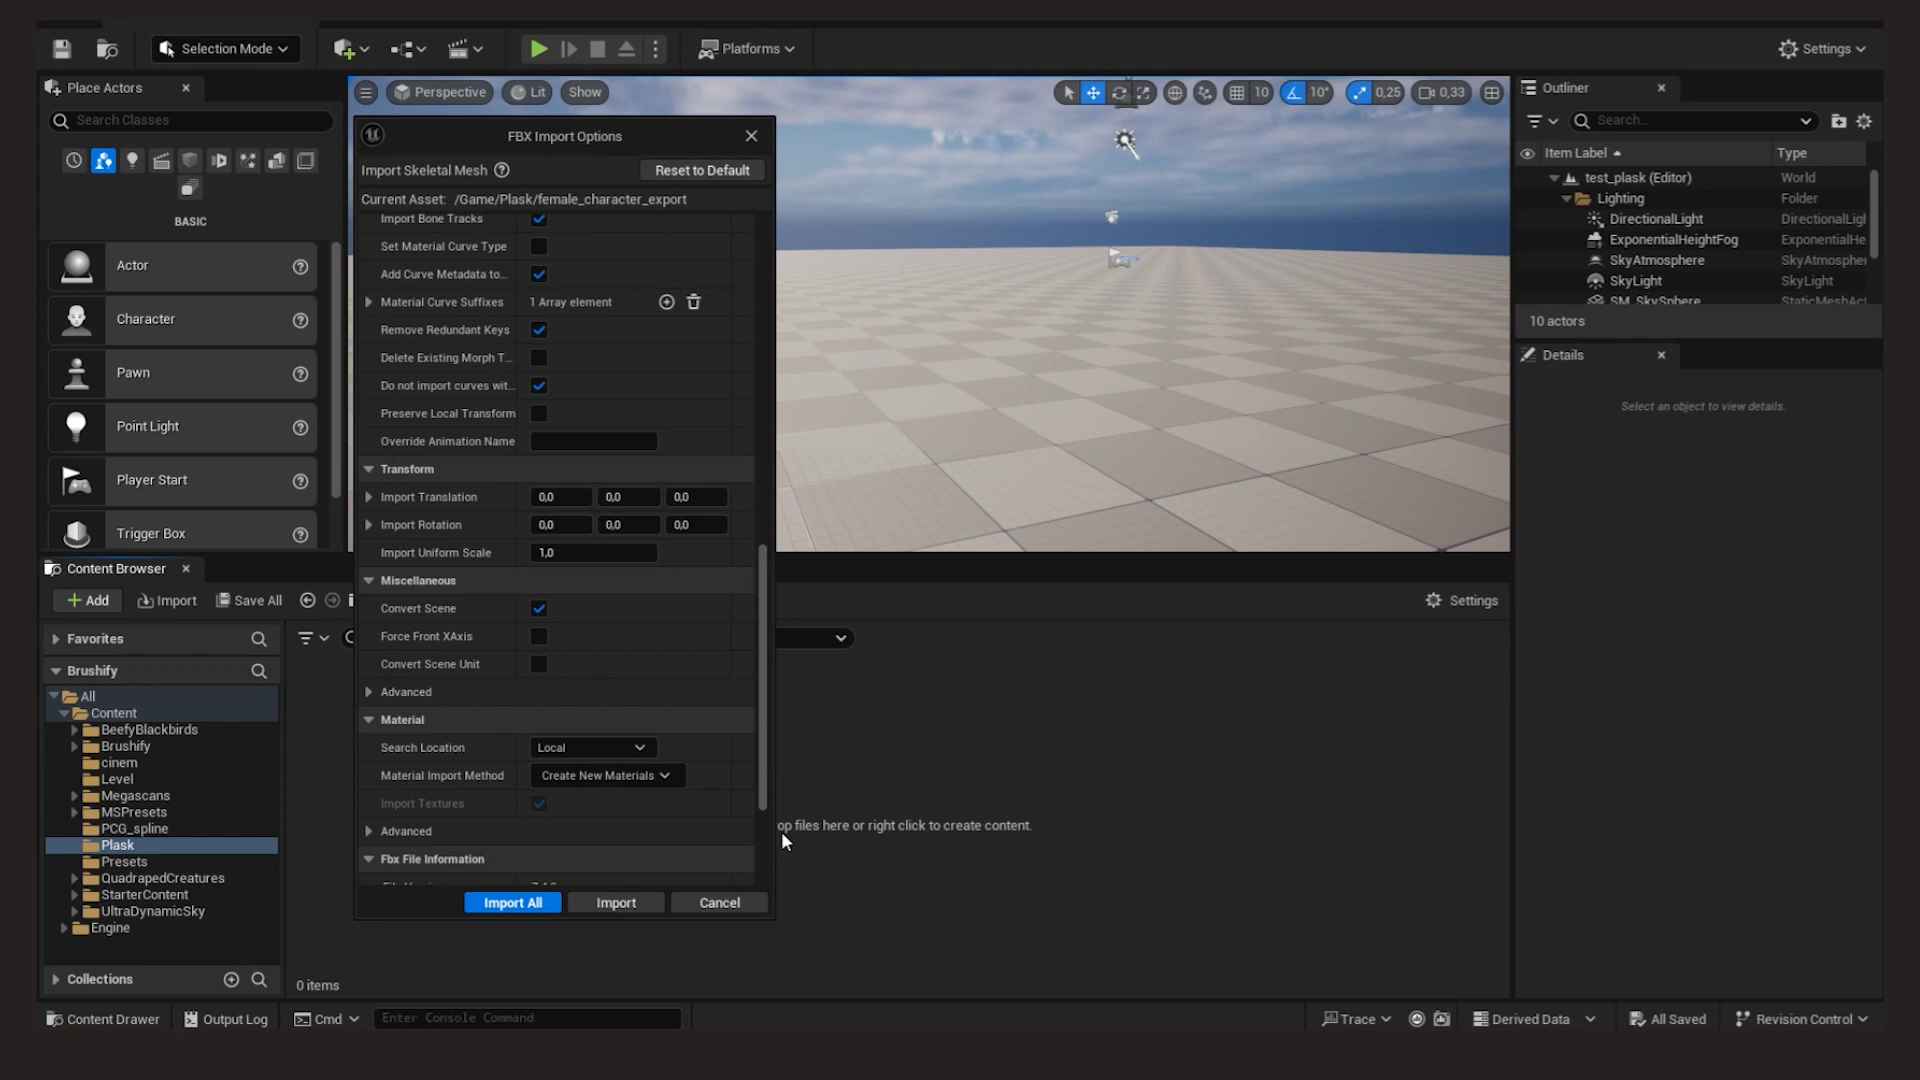 Selection Mode
Platforms
Settings
Place Actors
Search Classes
BASIC
Actor
Character
Pawn
Point Light
Player Start
Trigger Box
Perspective
Lit
Show
10
10°
0,25
0,33
FBX Import Options
Import Skeletal Mesh
Reset to Default
Current Asset: /Game/Plask/female_character_export
Import Bone Tracks
Set Material Curve Type
Add Curve Metadata to...
Material Curve Suffixes 1 Array element
Remove Redundant Keys
Delete Existing Morph T...
Do not import curves wit...
Preserve Local Transform
Override Animation Name
Transform
Import Translation 0,0 0,0 0,0
Import Rotation 0,0 0,0 0,0
Import Uniform Scale 1,0
Miscellaneous
Convert Scene
Force Front XAxis
Convert Scene Unit
Advanced
Material
Search Location Local
Material Import Method Create New Materials
Import Textures
Advanced
Fbx File Information
Import All Import Cancel
Outliner
Search...
Item Label Type
test_plask (Editor) World
Lighting Folder
DirectionalLight DirectionalLigh
ExponentialHeightFog ExponentialHe
SkyAtmosphere SkyAtmospher
SkyLight SkyLight
SM_SkySphere StaticMeshAct
10 actors
Details
Select an object to view details.
Content Browser
Add
Import
Save All
Settings
Favorites
Brushify
All
Content
BeefyBlackbirds
Brushify
cinem
Level
Megascans
MSPresets
PCG_spline
Plask
Presets
QuadrapedCreatures
StarterContent
UltraDynamicSky
Engine
Collections
op files here or right click to create content.
0 items
Content Drawer
Output Log
Cmd
Enter Console Command
Trace
Derived Data
All Saved
Revision Control